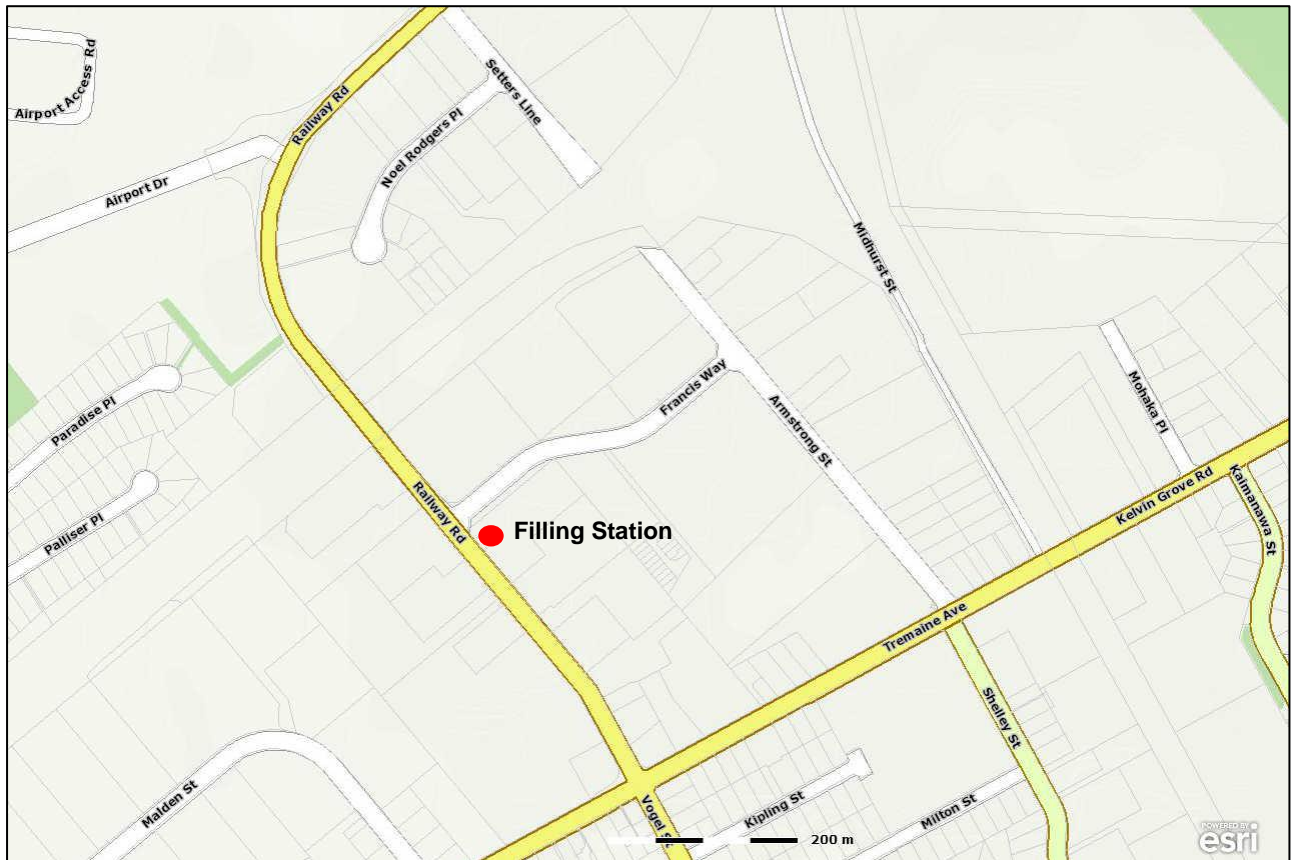 Airport Access Rd
Railway Rd
Setters Line
Noel Rodgers Pl
Airport Dr
Midhurst St
Paradise Pl
Francis Way
Armstrong St
Mohaka Pl
Palliser Pl
Railway Rd
Filling Station
Kelvin Grove Rd
Kaimanawa St
Tremaine Ave
Shelley St
Malden St
Vogel St
Kipling St
Milton St
200 m
POWERED BY
esri